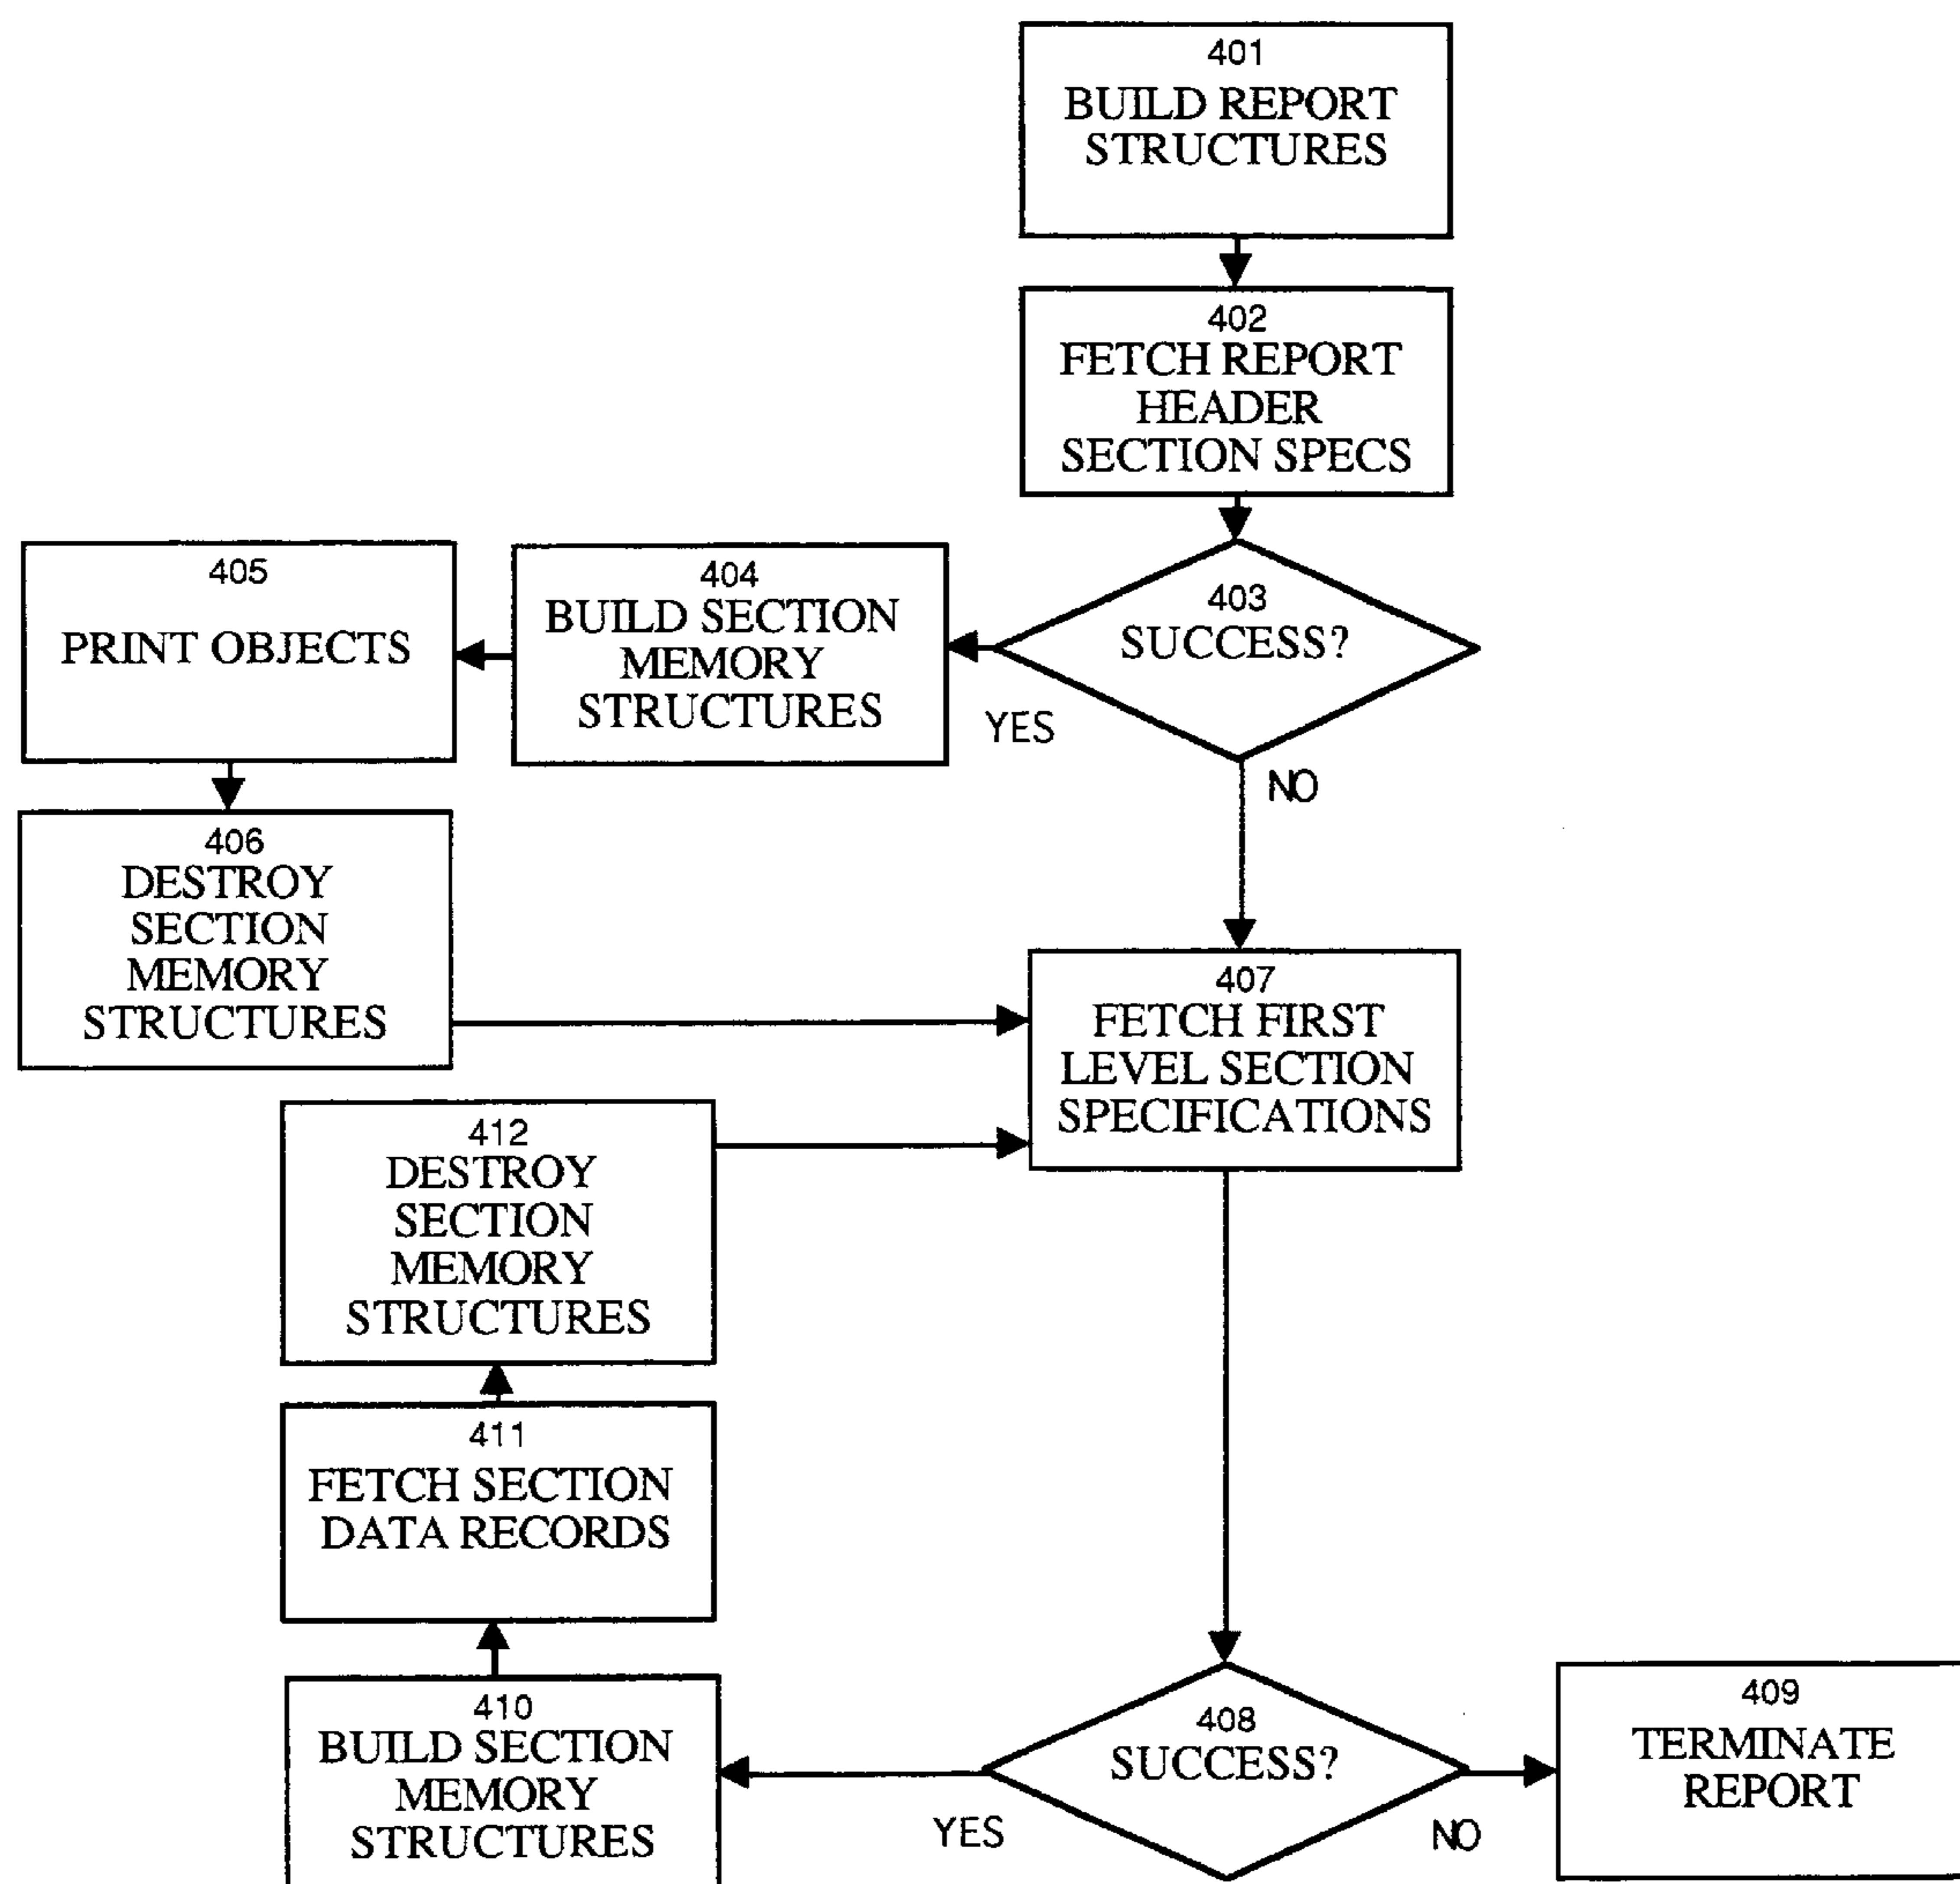 401
BUILD REPORT
STRUCTURES
402
FETCH REPORT
HEADER
SECTION SPECS
403
SUCCESS?
YES
NO
404
BUILD SECTION
MEMORY
STRUCTURES
405
PRINT OBJECTS
406
DESTROY
SECTION
MEMORY
STRUCTURES
407
FETCH FIRST
LEVEL SECTION
SPECIFICATIONS
408
SUCCESS?
YES
NO
409
TERMINATE
REPORT
410
BUILD SECTION
MEMORY
STRUCTURES
411
FETCH SECTION
DATA RECORDS
412
DESTROY
SECTION
MEMORY
STRUCTURES